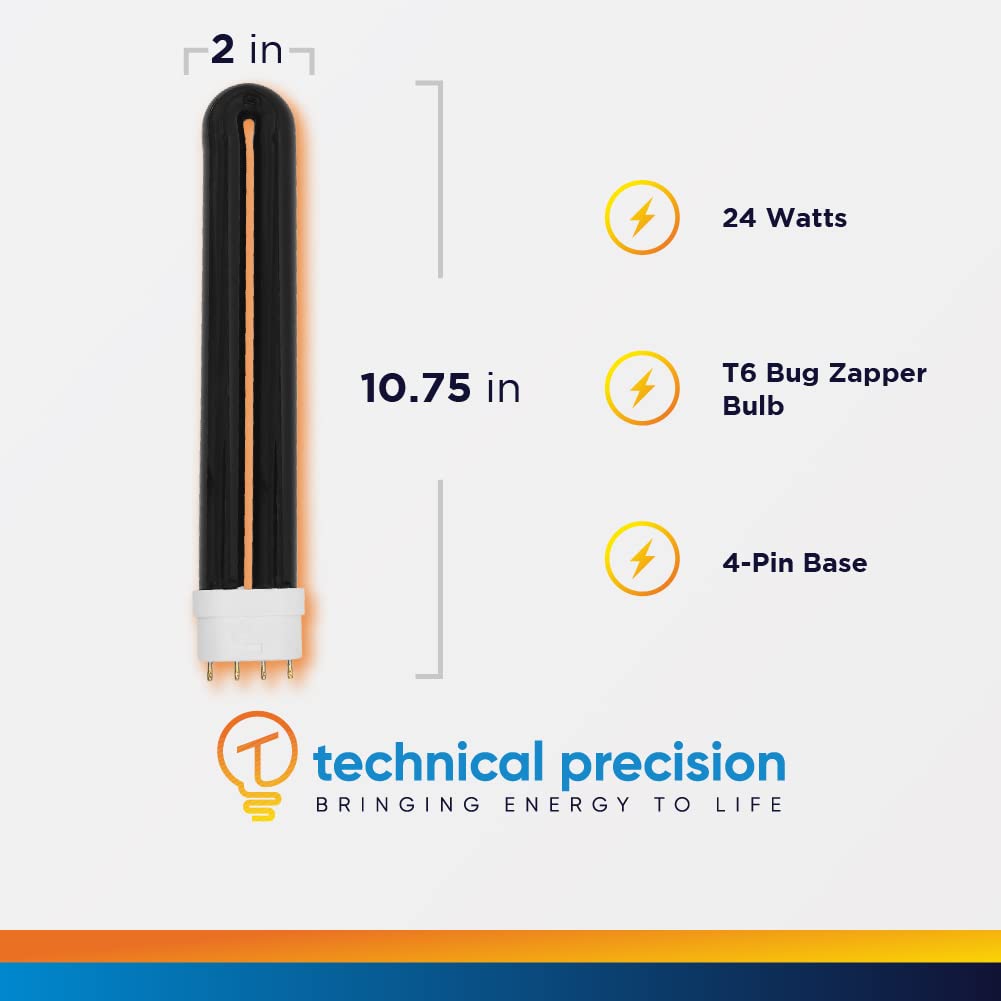 2 in
10.75 in
24 Watts
T6 Bug Zapper
Bulb
4-Pin Base
technical precision
BRINGING ENERGY TO LIFE